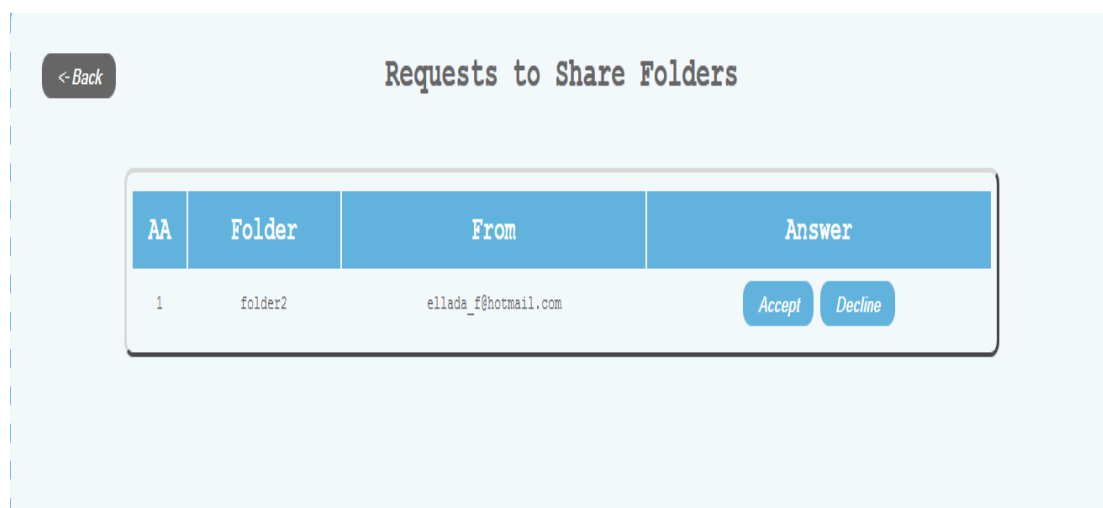 <- Back
Requests to Share Folders
AA Folder From Answer
1 folder2 ellada_f@hotmail.com Accept Decline